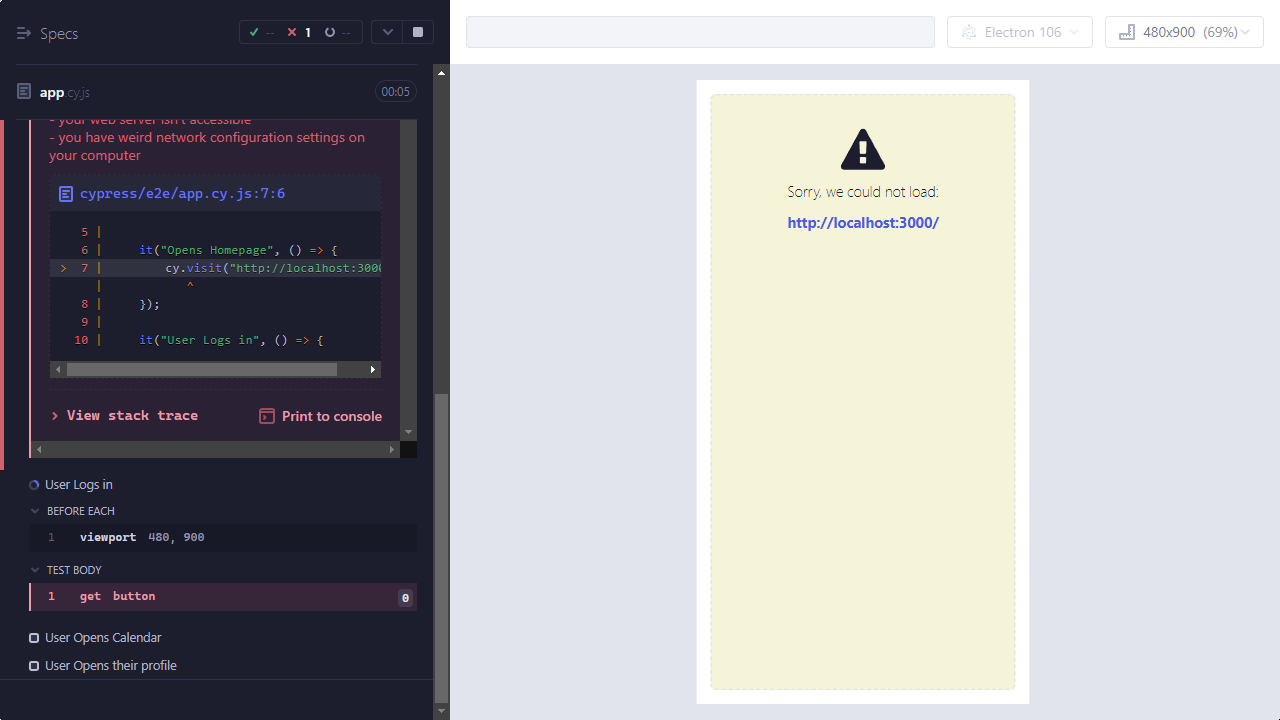 Specs
-- 1 --
app.cy.js
00:05
- your web server isn't accessible
- you have weird network configuration settings on
your computer
cypress/e2e/app.cy.js:7:6
5 |
6 | it("Opens Homepage", () => {
> 7 | cy.visit("http://localhost:3000
| ^
8 | });
9 |
10 | it("User Logs in", () => {
> View stack trace
Print to console
User Logs in
BEFORE EACH
1 viewport 480, 900
TEST BODY
1 get button 0
User Opens Calendar
User Opens their profile
Electron 106
480x900 (69%)
Sorry, we could not load:
http://localhost:3000/